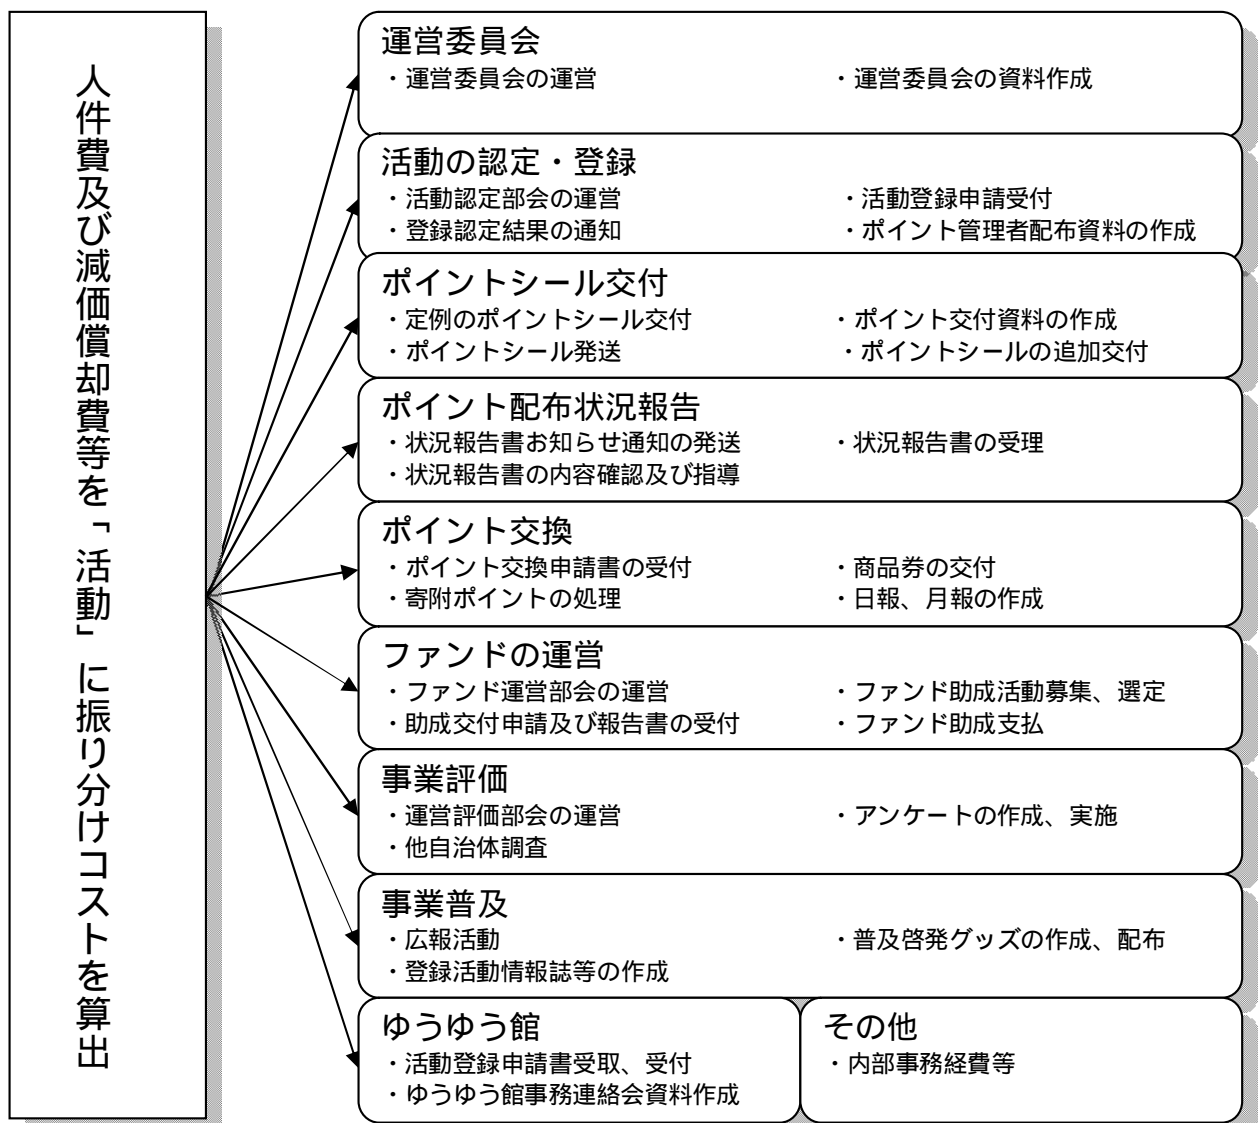 人件費及び減価償却費等を「活動」に振り分けコストを算出
運営委員会
・運営委員会の運営 ・運営委員会の資料作成
活動の認定・登録
・活動認定部会の運営 ・活動登録申請受付
・登録認定結果の通知 ・ポイント管理者配布資料の作成
ポイントシール交付
・定例のポイントシール交付 ・ポイント交付資料の作成
・ポイントシール発送 ・ポイントシールの追加交付
ポイント配布状況報告
・状況報告書お知らせ通知の発送 ・状況報告書の受理
・状況報告書の内容確認及び指導
ポイント交換
・ポイント交換申請書の受付 ・商品券の交付
・寄附ポイントの処理 ・日報、月報の作成
ファンドの運営
・ファンド運営部会の運営 ・ファンド助成活動募集、選定
・助成交付申請及び報告書の受付 ・ファンド助成支払
事業評価
・運営評価部会の運営 ・アンケートの作成、実施
・他自治体調査
事業普及
・広報活動 ・普及啓発グッズの作成、配布
・登録活動情報誌等の作成
ゆうゆう館
・活動登録申請書受取、受付
・ゆうゆう館事務連絡会資料作成
その他
・内部事務経費等